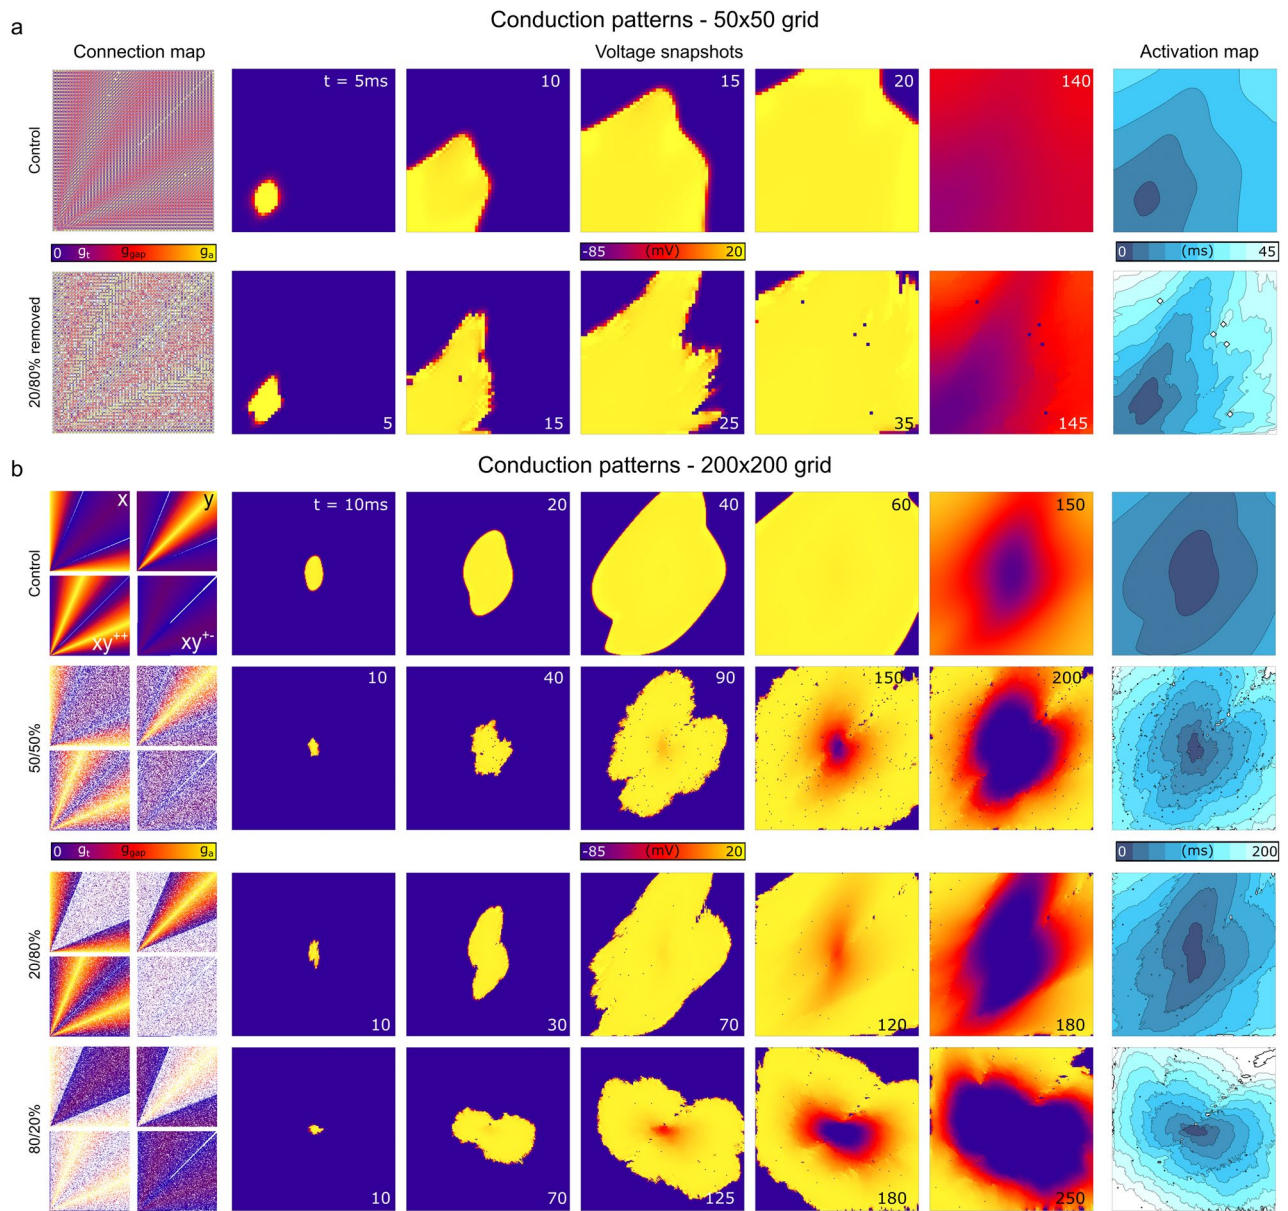 a
Conduction patterns - 50x50 grid
Connection map
Voltage snapshots
Activation map
Control
t = 5ms
10
15
20
140
0 gt ggap ga
-85 (mV) 20
0 (ms) 45
20/80% removed
5
15
25
35
145
b
Conduction patterns - 200x200 grid
Control
x
y
xy++
xy+-
t = 10ms
20
40
60
150
50/50%
10
40
90
150
200
0 gt ggap ga
-85 (mV) 20
0 (ms) 200
20/80%
10
30
70
120
180
80/20%
10
70
125
180
250